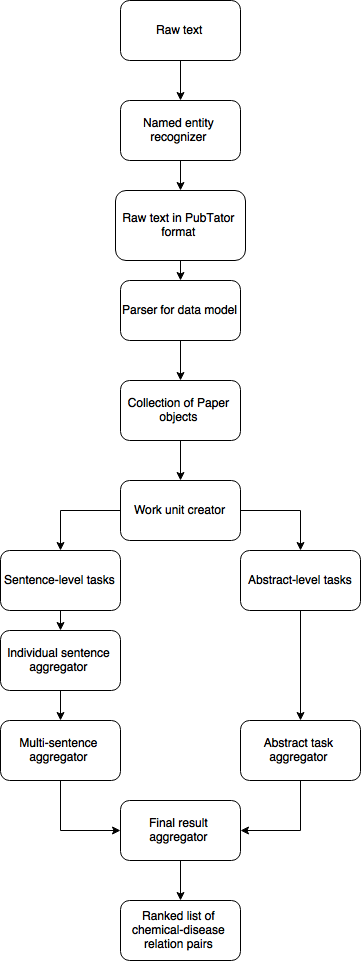 Raw text
Named entity
recognizer
Raw text in PubTator
format
Parser for data model
Collection of Paper
objects
Work unit creator
Sentence-level tasks
Abstract-level tasks
Individual sentence
aggregator
Multi-sentence
aggregator
Abstract task
aggregator
Final result
aggregator
Ranked list of
chemical-disease
relation pairs